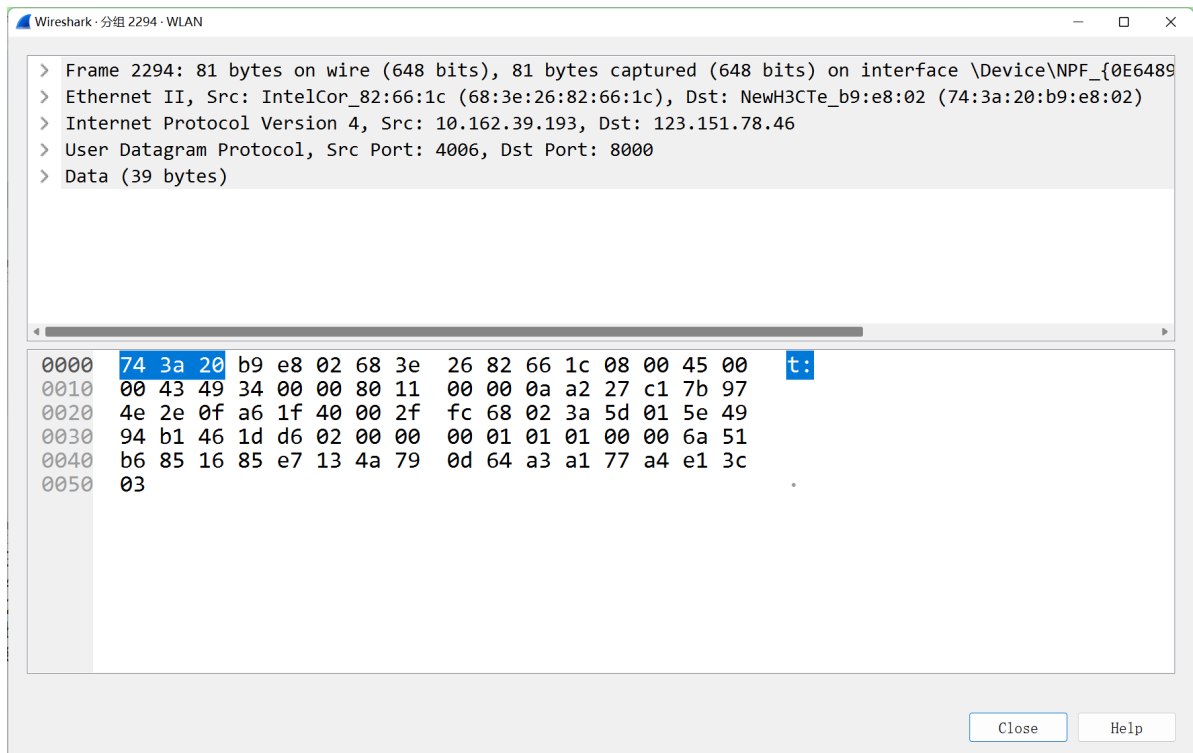 Wireshark · 分组 2294 · WLAN
Frame 2294: 81 bytes on wire (648 bits), 81 bytes captured (648 bits) on interface \Device\NPF_{0E6489
Ethernet II, Src: IntelCor_82:66:1c (68:3e:26:82:66:1c), Dst: NewH3CTe_b9:e8:02 (74:3a:20:b9:e8:02)
Internet Protocol Version 4, Src: 10.162.39.193, Dst: 123.151.78.46
User Datagram Protocol, Src Port: 4006, Dst Port: 8000
Data (39 bytes)
0000 74 3a 20 b9 e8 02 68 3e 26 82 66 1c 08 00 45 00 t:
0010 00 43 49 34 00 00 80 11 00 00 0a a2 27 c1 7b 97
0020 4e 2e 0f a6 1f 40 00 2f fc 68 02 3a 5d 01 5e 49
0030 94 b1 46 1d d6 02 00 00 00 01 01 01 00 00 6a 51
0040 b6 85 16 85 e7 13 4a 79 0d 64 a3 a1 77 a4 e1 3c
0050 03 ·
Close Help